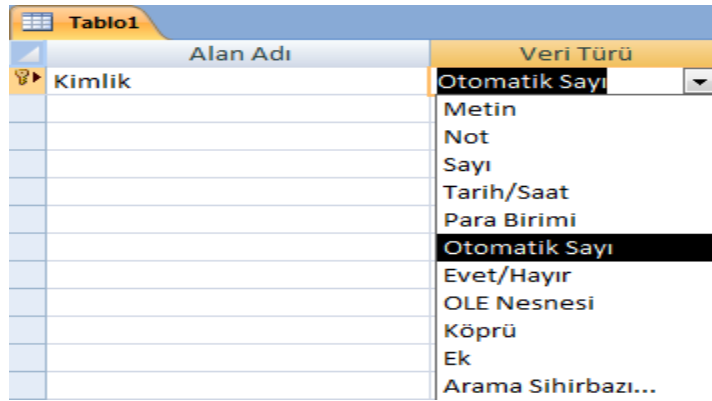 Tablo1
Alan Adı Veri Türü
Kimlik Otomatik Sayı
Metin
Not
Sayı
Tarih/Saat
Para Birimi
Otomatik Sayı
Evet/Hayır
OLE Nesnesi
Köprü
Ek
Arama Sihirbazı...